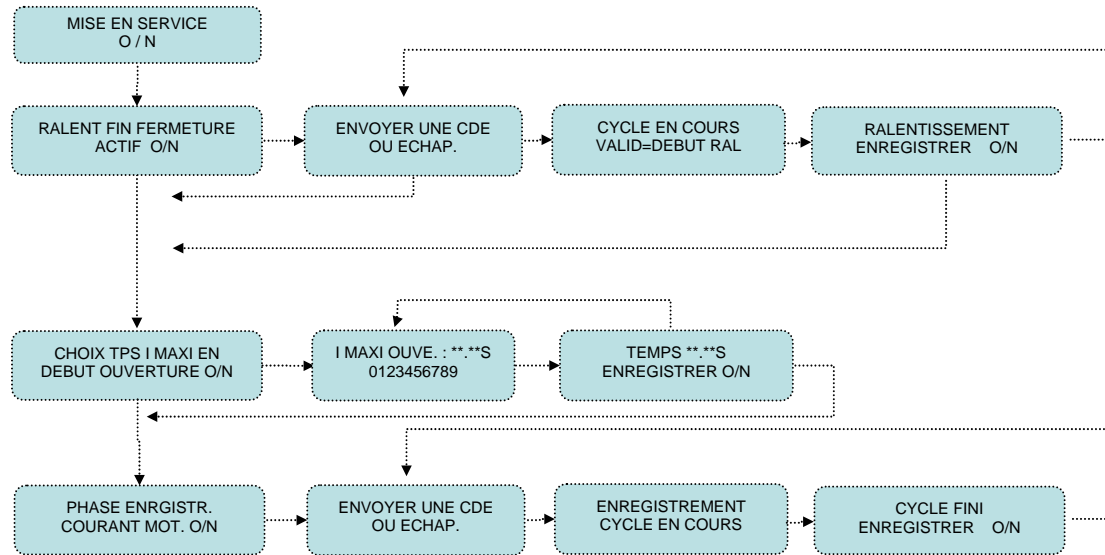 MISE EN SERVICE
O / N
RALENT FIN FERMETURE
ACTIF O/N
ENVOYER UNE CDE
OU ECHAP.
CYCLE EN COURS
VALID=DEBUT RAL
RALENTISSEMENT
ENREGISTRER O/N
CHOIX TPS I MAXI EN
DEBUT OUVERTURE O/N
I MAXI OUVE. : **.**S
0123456789
TEMPS **.**S
ENREGISTRER O/N
PHASE ENRGISTR.
COURANT MOT. O/N
ENVOYER UNE CDE
OU ECHAP.
ENREGISTREMENT
CYCLE EN COURS
CYCLE FINI
ENREGISTRER O/N